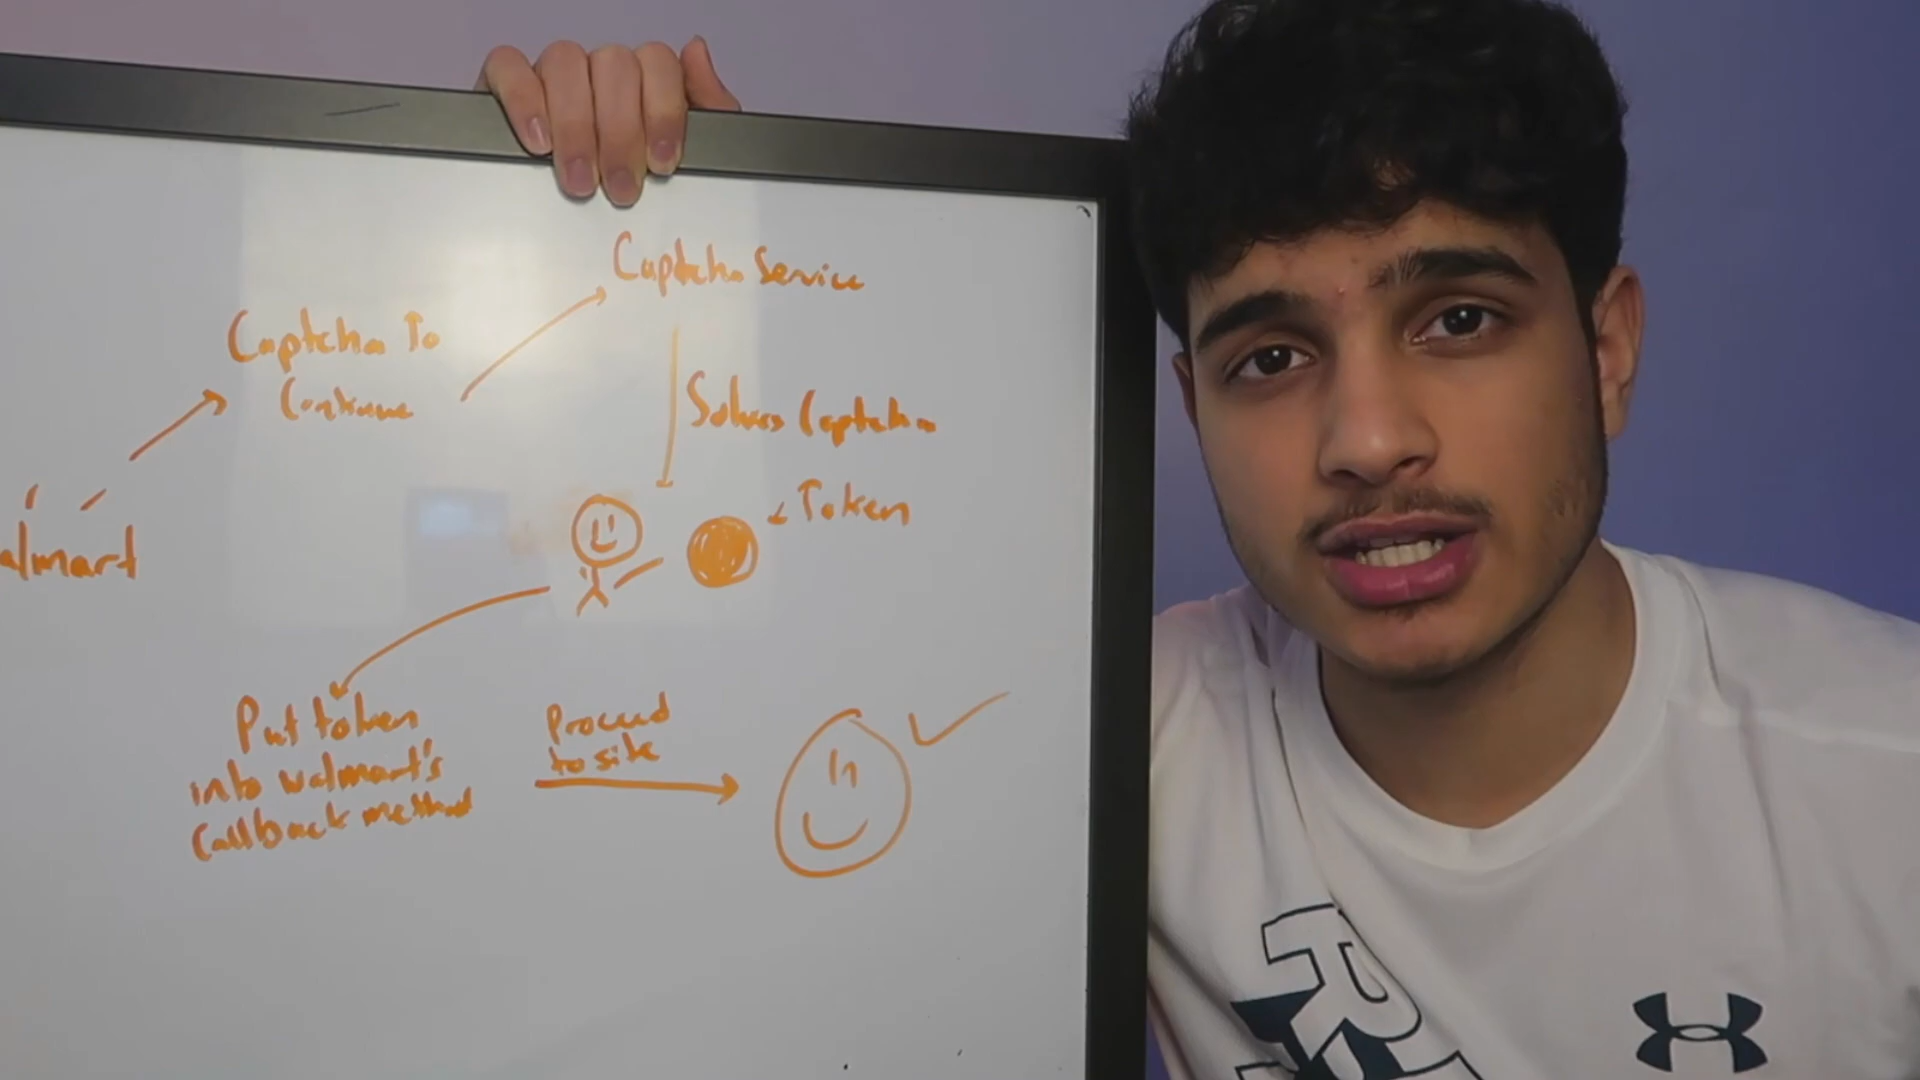 Captcha Service
Captcha To
Continue
Solves Captcha
Token
almart
Put token
into walmart's
Callback method
Proceed
to site
R